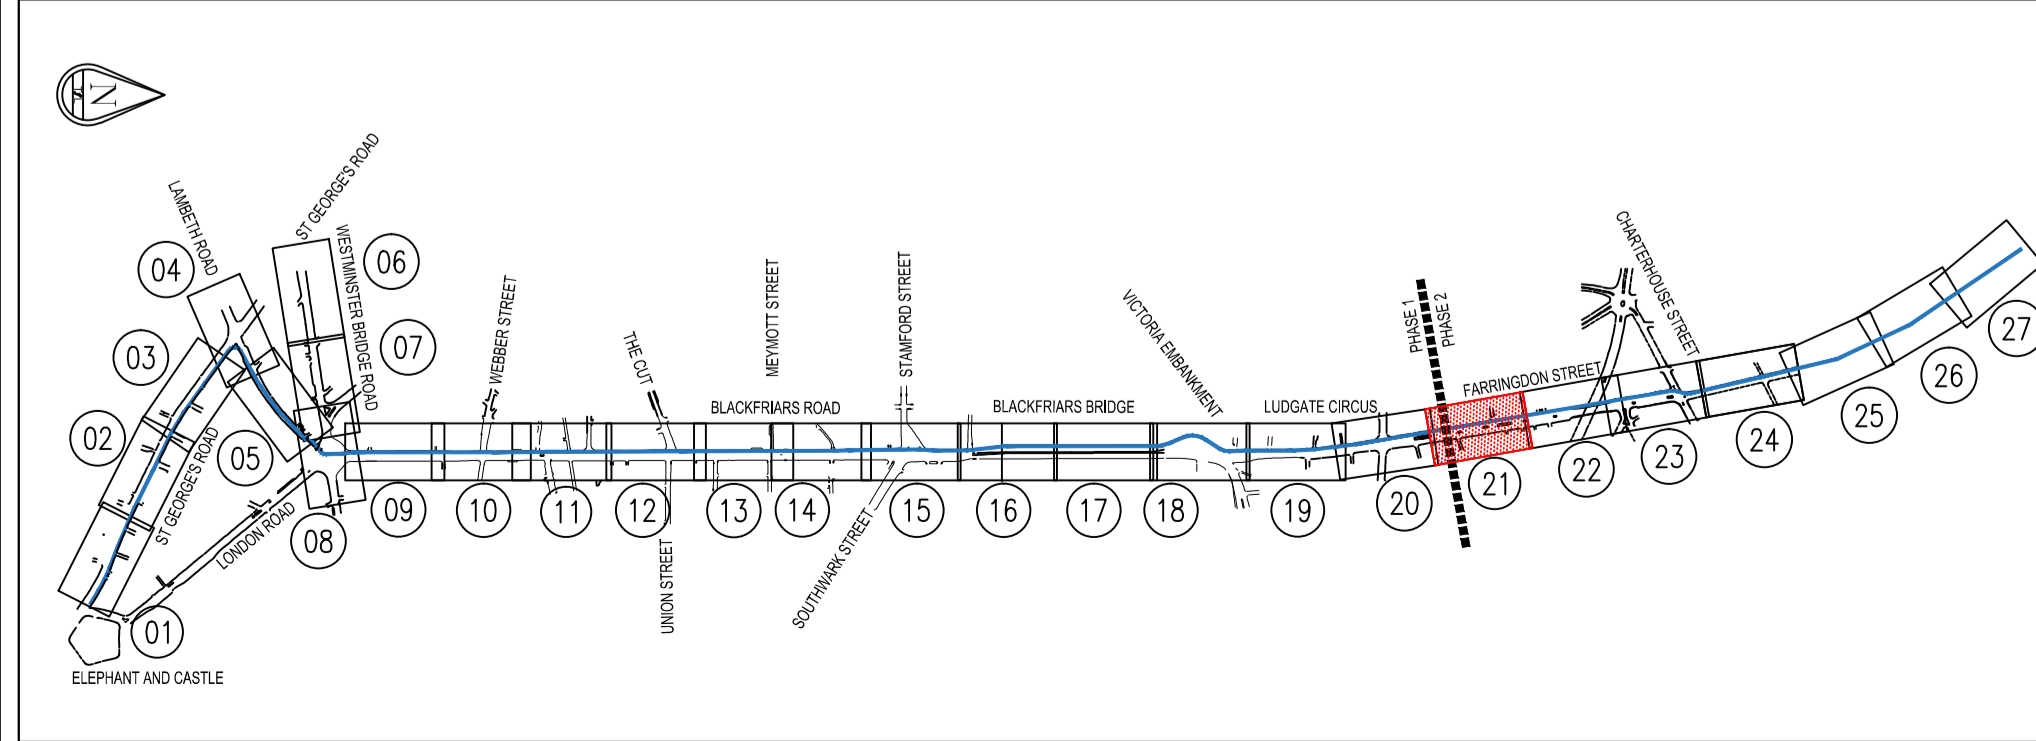 N
ST GEORGE'S ROAD
LAMBETH ROAD
04
06
WESTMINSTER BRIDGE ROAD
03
07
02
05
ST GEORGES ROAD
LONDON ROAD
08
01
ELEPHANT AND CASTLE
WEBBER STREET
THE CUT
MEYMOTT STREET
STAMFORD STREET
BLACKFRIARS ROAD
BLACKFRIARS BRIDGE
VICTORIA EMBANKMENT
LUDGATE CIRCUS
PHASE 1
PHASE 2
FARRINGDON STREET
CHARTERHOUSE STREET
09
10
11
12
13
14
15
16
17
18
19
20
21
22
23
24
25
26
27
UNION STREET
SOUTHWARK STREET